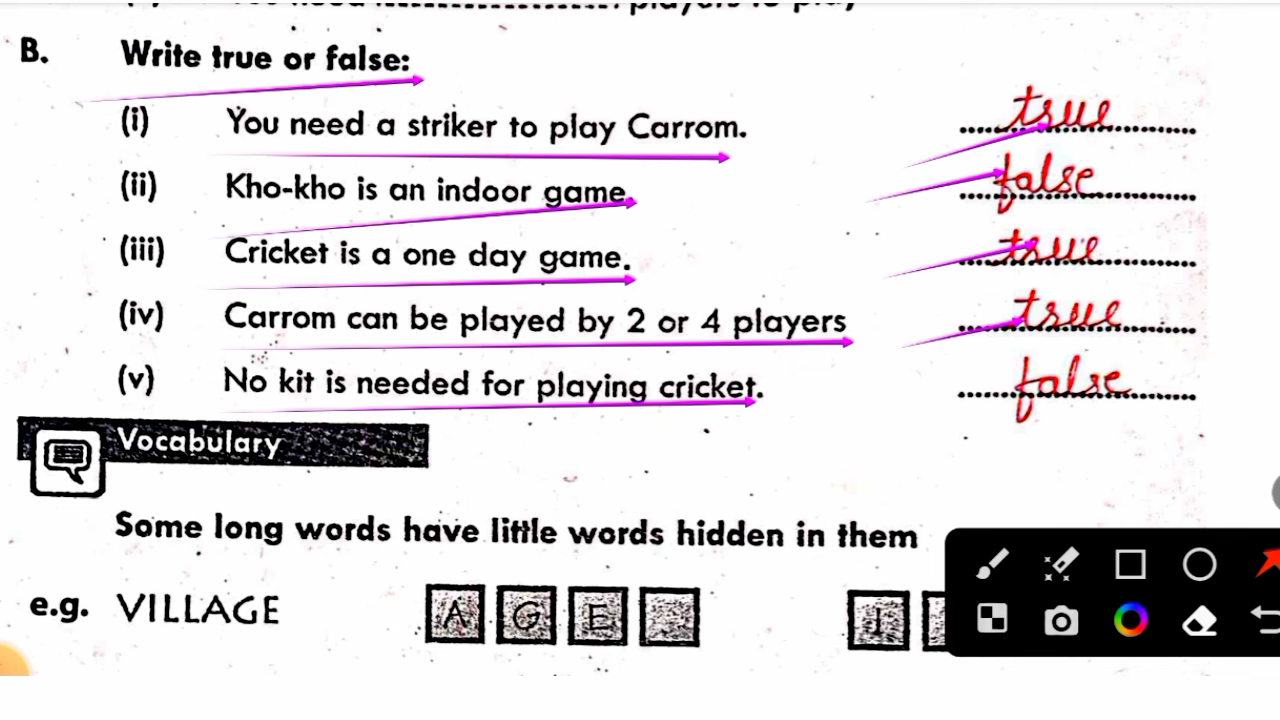 B. Write true or false:
(i) You need a striker to play Carrom. true
(ii) Kho-kho is an indoor game. false
(iii) Cricket is a one day game. true
(iv) Carrom can be played by 2 or 4 players true
(v) No kit is needed for playing cricket. false
Vocabulary
Some long words have little words hidden in them
e.g. VILLAGE A G E I